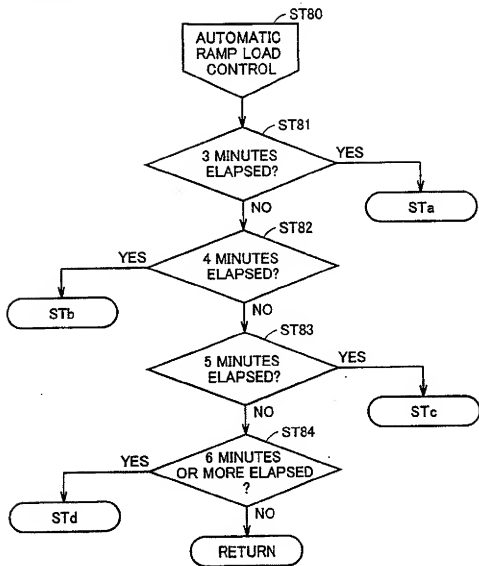 ST80
AUTOMATIC
RAMP LOAD
CONTROL
ST81
3 MINUTES
ELAPSED?
YES
STa
NO
ST82
YES
4 MINUTES
ELAPSED?
STb
NO
ST83
5 MINUTES
ELAPSED?
YES
STc
NO
ST84
YES
6 MINUTES
OR MORE ELAPSED
?
STd
NO
RETURN